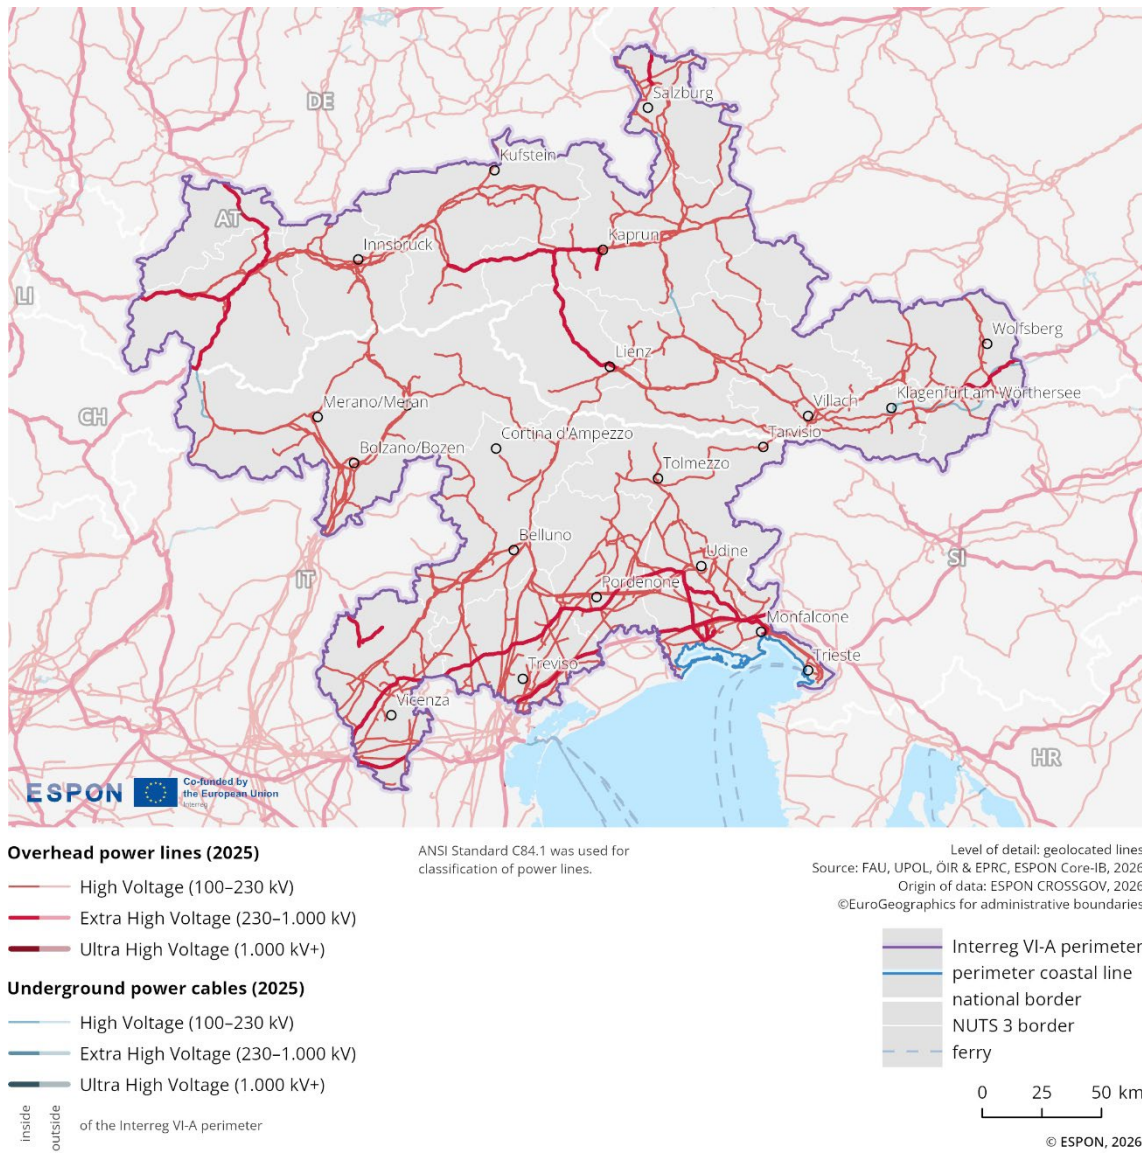 DE
Salzburg
Kufstein
AT
Innsbruck
Kaprun
LI
Lienz
Wolfsberg
CH
Merano/Meran
Villach
Klagenfurt am Wörthersee
Bolzano/Bozen
Cortina d'Ampezzo
Tarvisio
Tolmezzo
Belluno
Udine
SI
IT
Pordenone
Monfalcone
Treviso
Trieste
Vicenza
HR
ESPON
Co-funded by
the European Union
Interreg
Overhead power lines (2025)
High Voltage (100–230 kV)
Extra High Voltage (230–1.000 kV)
Ultra High Voltage (1.000 kV+)
Underground power cables (2025)
High Voltage (100–230 kV)
Extra High Voltage (230–1.000 kV)
Ultra High Voltage (1.000 kV+)
inside
outside
of the Interreg VI-A perimeter
ANSI Standard C84.1 was used for
classification of power lines.
Level of detail: geolocated lines
Source: FAU, UPOL, ÖIR & EPRC, ESPON Core-IB, 2026
Origin of data: ESPON CROSSGOV, 2026
©EuroGeographics for administrative boundaries
Interreg VI-A perimeter
perimeter coastal line
national border
NUTS 3 border
ferry
0 25 50 km
© ESPON, 2026